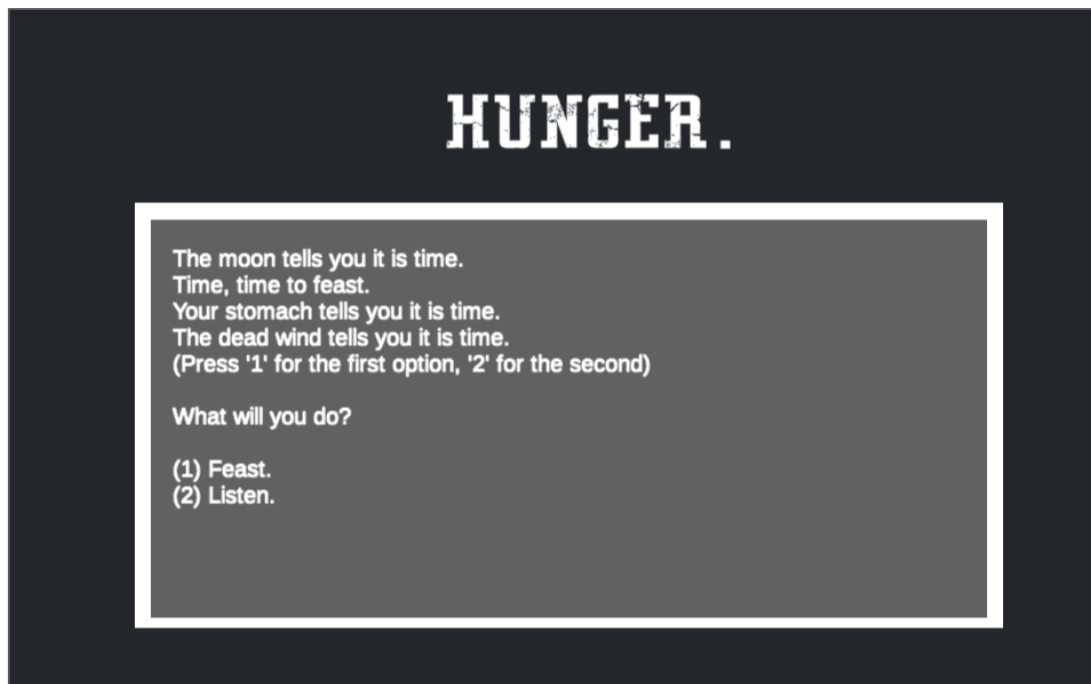 HUNGER.
The moon tells you it is time.
Time, time to feast.
Your stomach tells you it is time.
The dead wind tells you it is time.
(Press '1' for the first option, '2' for the second)
What will you do?
(1) Feast.
(2) Listen.